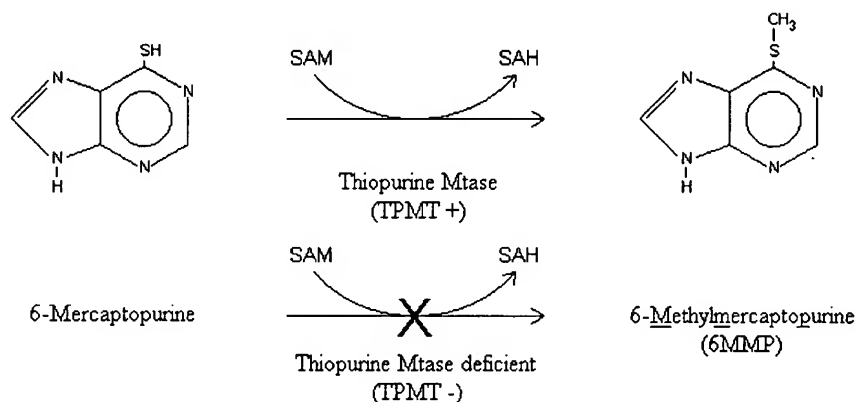 SH
N
N
N
N
H
SAM
SAH
Thiopurine Mtase
(TPMT +)
CH3
S
N
N
N
N
H
SAM
SAH
6-Mercaptopurine
Thiopurine Mtase deficient
(TPMT -)
6-Methylmercaptopurine
(6MMP)